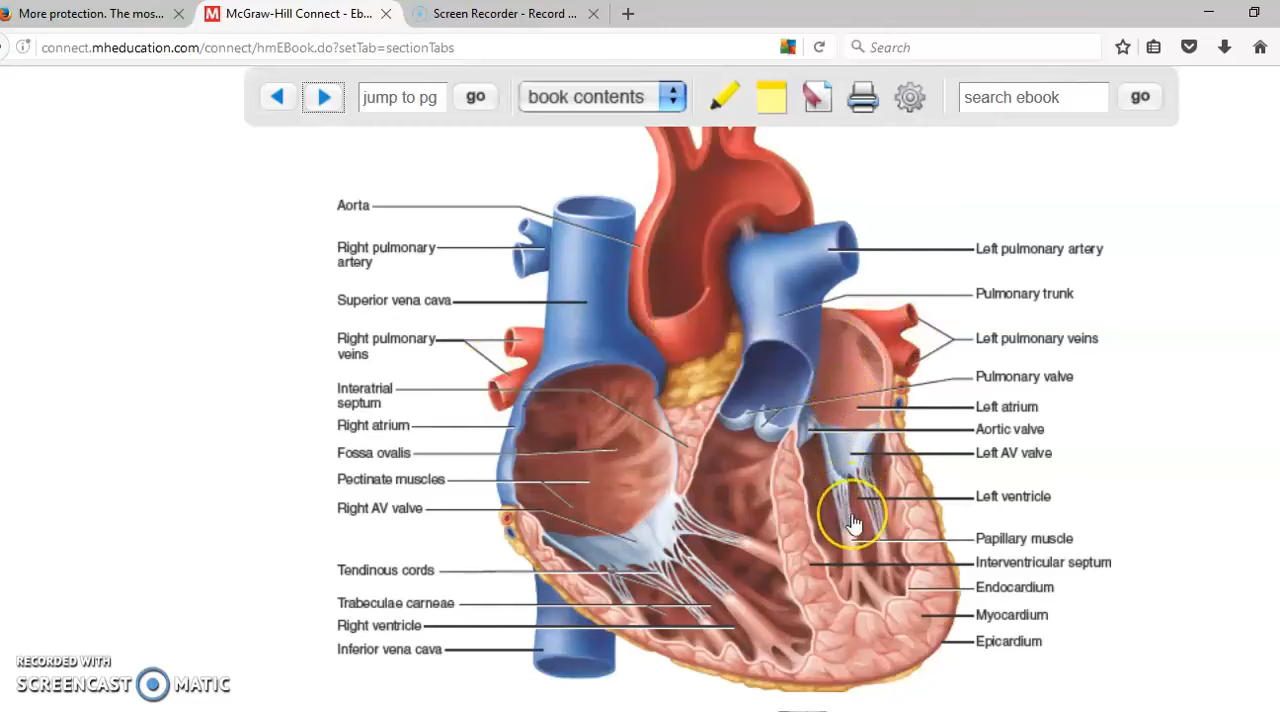 More protection. The mos...
McGraw-Hill Connect - Eb...
Screen Recorder - Record ...
connect.mheducation.com/connect/hmEBook.do?setTab=sectionTabs
Search
jump to pg
go
book contents
search ebook
go
Aorta
Right pulmonary
artery
Superior vena cava
Right pulmonary
veins
Interatrial
septum
Right atrium
Fossa ovalis
Pectinate muscles
Right AV valve
Tendinous cords
Trabeculae carneae
Right ventricle
Inferior vena cava
Left pulmonary artery
Pulmonary trunk
Left pulmonary veins
Pulmonary valve
Left atrium
Aortic valve
Left AV valve
Left ventricle
Papillary muscle
Interventricular septum
Endocardium
Myocardium
Epicardium
RECORDED WITH
SCREENCAST MATIC